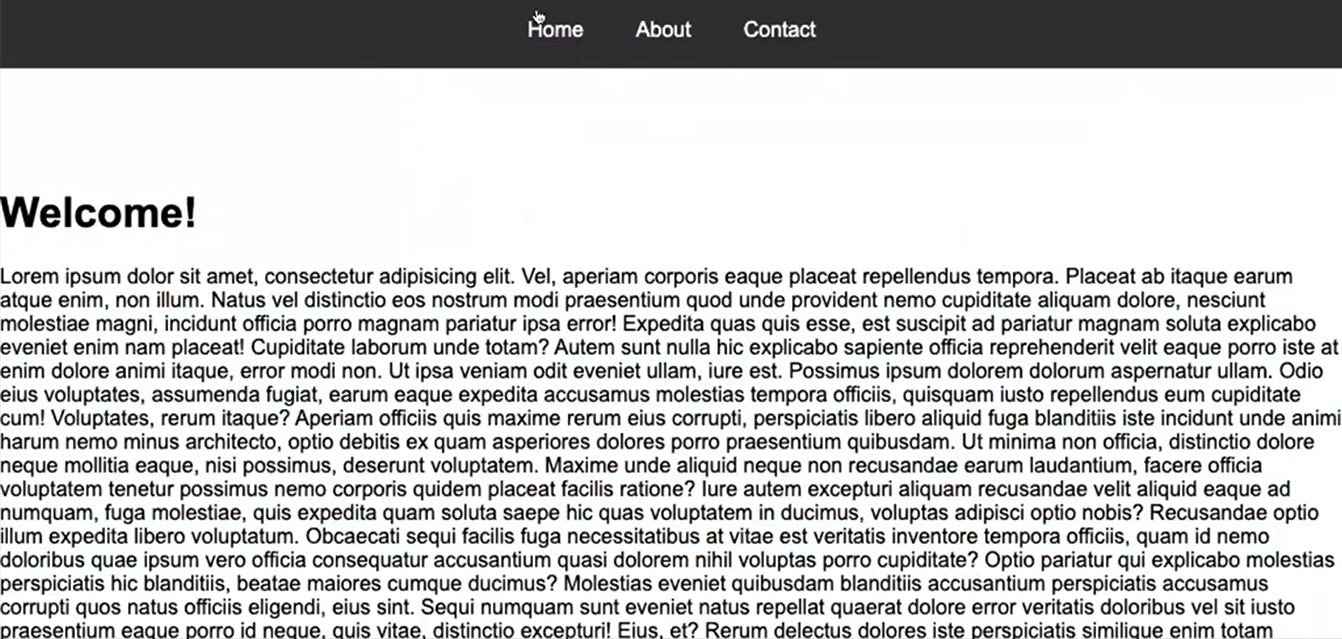 Home About Contact
Welcome!
Lorem ipsum dolor sit amet, consectetur adipisicing elit. Vel, aperiam corporis eaque placeat repellendus tempora. Placeat ab itaque earum
atque enim, non illum. Natus vel distinctio eos nostrum modi praesentium quod unde provident nemo cupiditate aliquam dolore, nesciunt
molestiae magni, incidunt officia porro magnam pariatur ipsa error! Expedita quas quis esse, est suscipit ad pariatur magnam soluta explicabo
eveniet enim nam placeat! Cupiditate laborum unde totam? Autem sunt nulla hic explicabo sapiente officia reprehenderit velit eaque porro iste at
enim dolore animi itaque, error modi non. Ut ipsa veniam odit eveniet ullam, iure est. Possimus ipsum dolorem dolorum aspernatur ullam. Odio
eius voluptates, assumenda fugiat, earum eaque expedita accusamus molestias tempora officiis, quisquam iusto repellendus eum cupiditate
cum! Voluptates, rerum itaque? Aperiam officiis quis maxime rerum eius corrupti, perspiciatis libero aliquid fuga blanditiis iste incidunt unde animi
harum nemo minus architecto, optio debitis ex quam asperiores dolores porro praesentium quibusdam. Ut minima non officia, distinctio dolore
neque mollitia eaque, nisi possimus, deserunt voluptatem. Maxime unde aliquid neque non recusandae earum laudantium, facere officia
voluptatem tenetur possimus nemo corporis quidem placeat facilis ratione? Iure autem excepturi aliquam recusandae velit aliquid eaque ad
numquam, fuga molestiae, quis expedita quam soluta saepe hic quas voluptatem in ducimus, voluptas adipisci optio nobis? Recusandae optio
illum expedita libero voluptatum. Obcaecati sequi facilis fuga necessitatibus at vitae est veritatis inventore tempora officiis, quam id nemo
doloribus quae ipsum vero officia consequatur accusantium quasi dolorem nihil voluptas porro cupiditate? Optio pariatur qui explicabo molestias
perspiciatis hic blanditiis, beatae maiores cumque ducimus? Molestias eveniet quibusdam blanditiis accusantium perspiciatis accusamus
corrupti quos natus officiis eligendi, eius sint. Sequi numquam sunt eveniet natus repellat quaerat dolore error veritatis doloribus vel sit iusto
praesentium eaque porro id neque, quis vitae, distinctio excepturi! Eius, et? Rerum delectus dolores iste perspiciatis similique enim totam